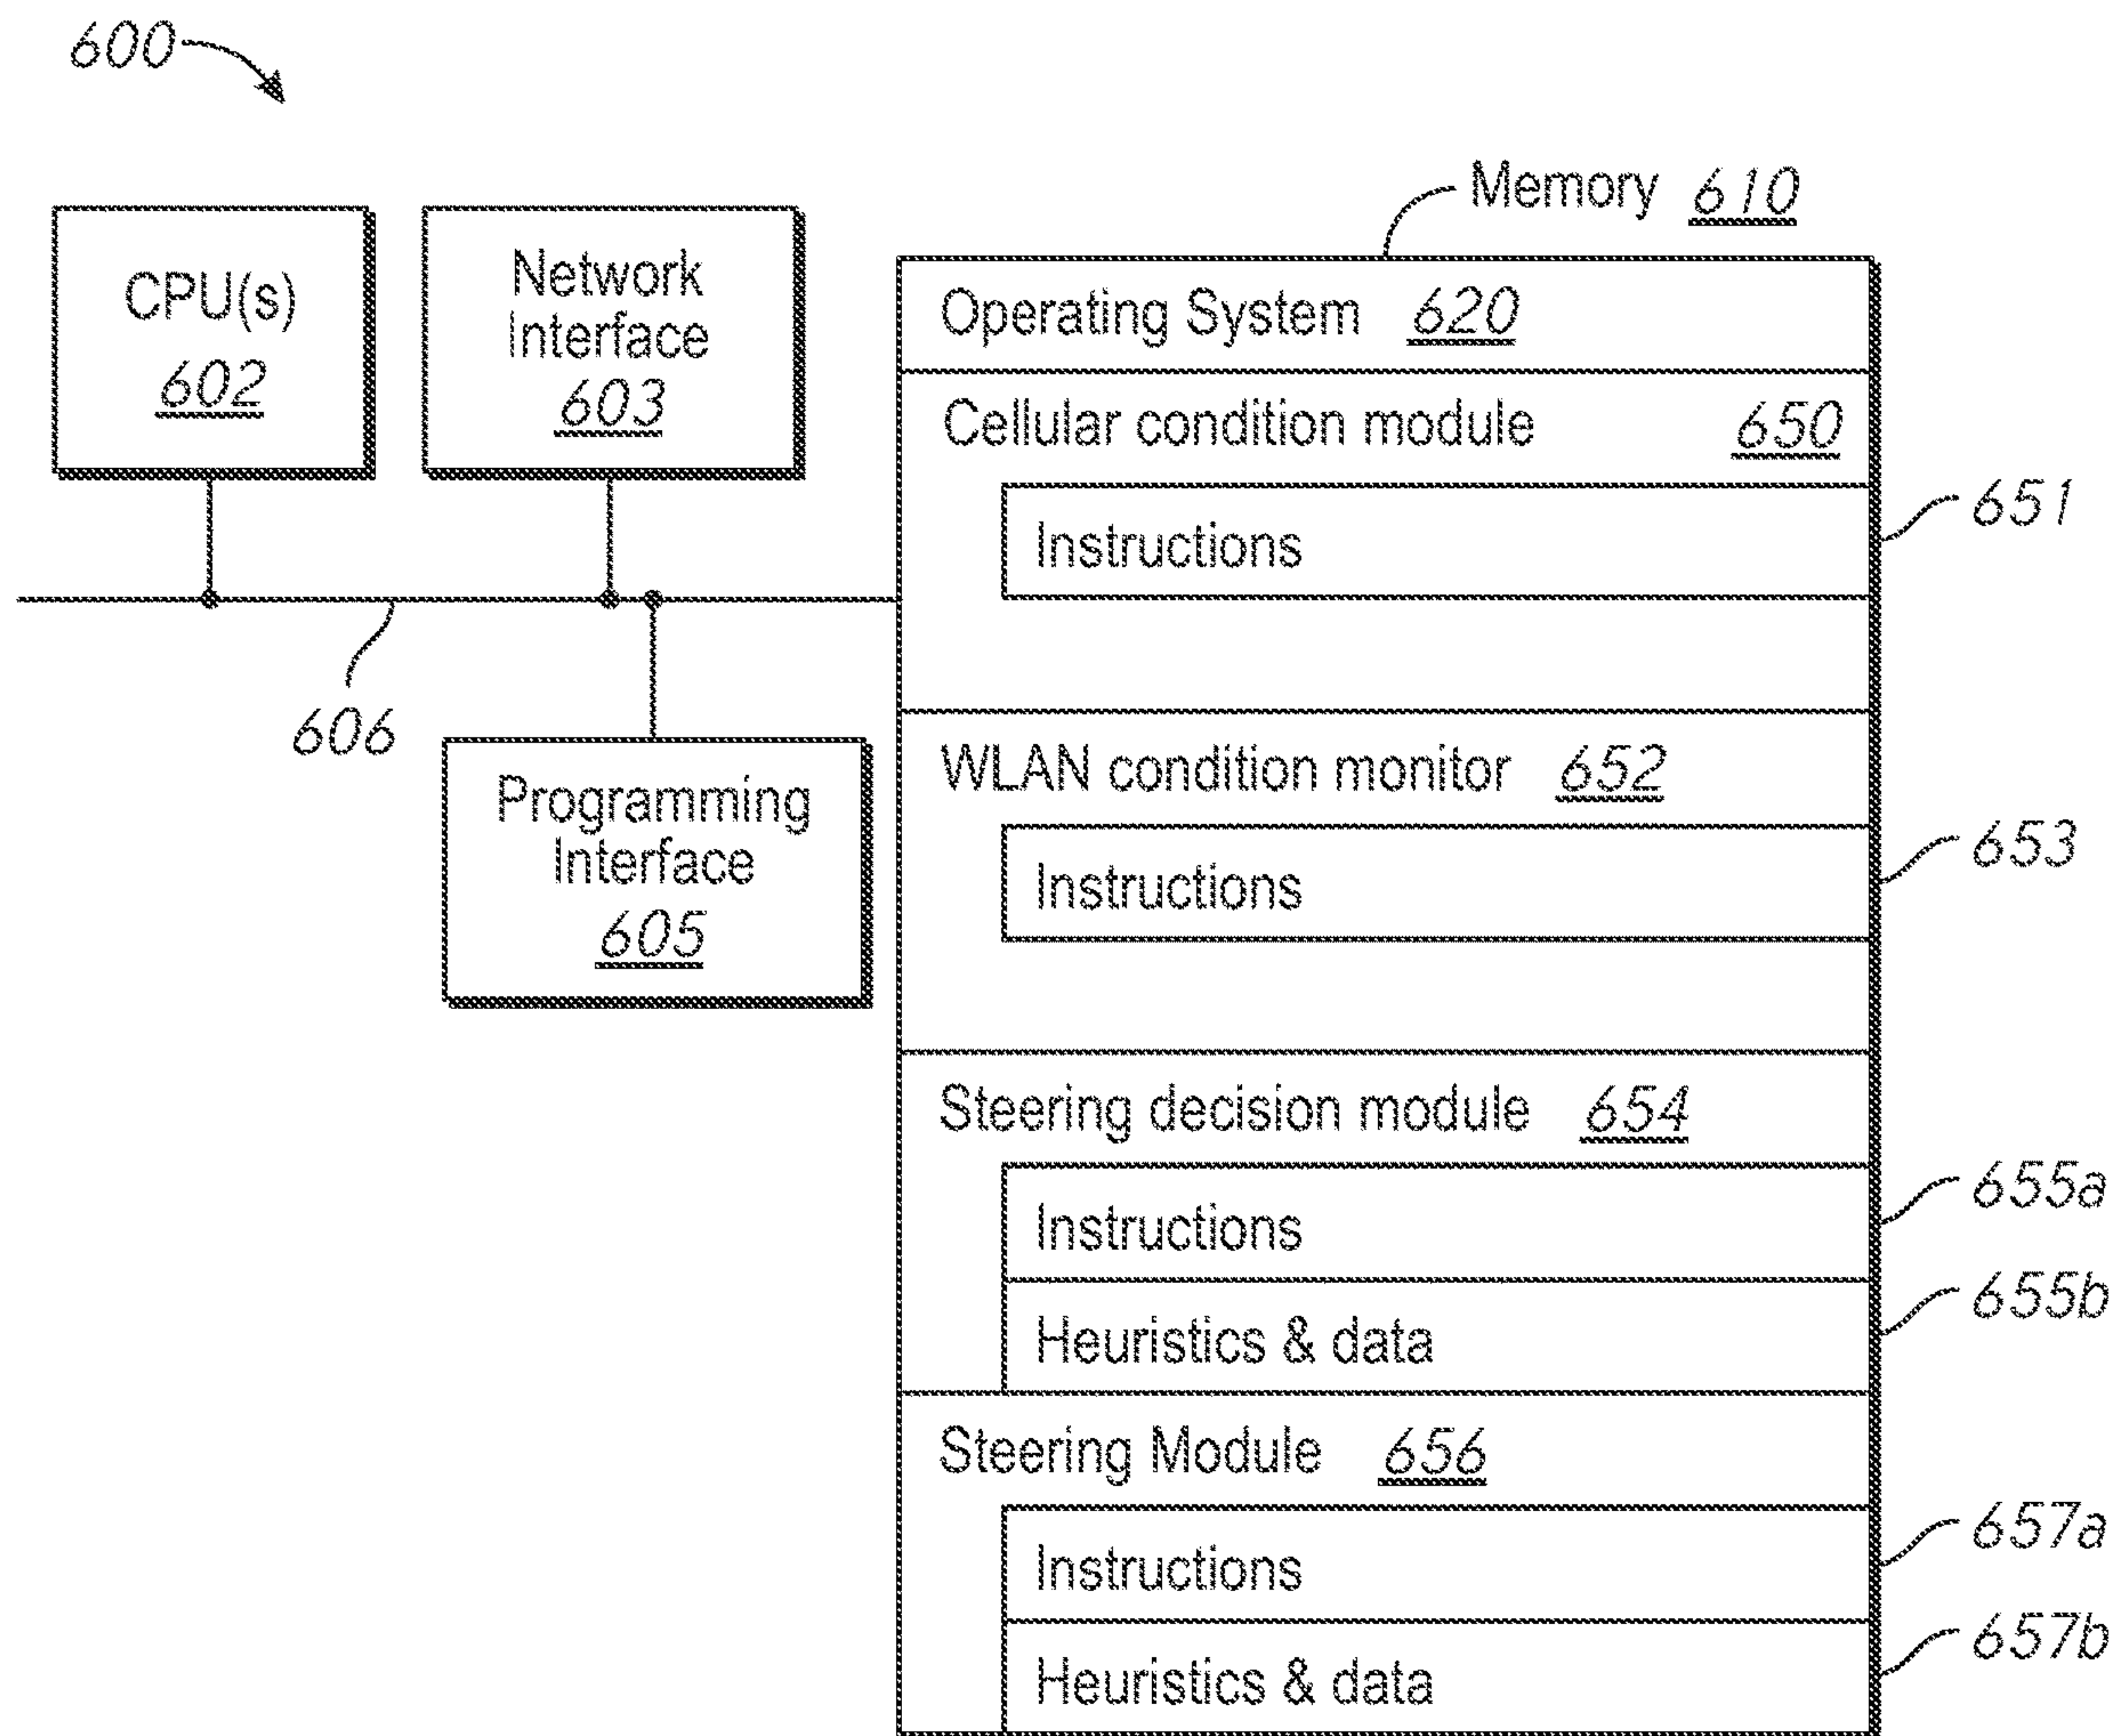 600
Memory 610
CPU(s)
602
Network
Interface
603
Operating System 620
Cellular condition module 650
Instructions
651
606
Programming
Interface
605
WLAN condition monitor 652
Instructions
653
Steering decision module 654
Instructions
655a
Heuristics & data
655b
Steering Module 656
Instructions
657a
Heuristics & data
657b